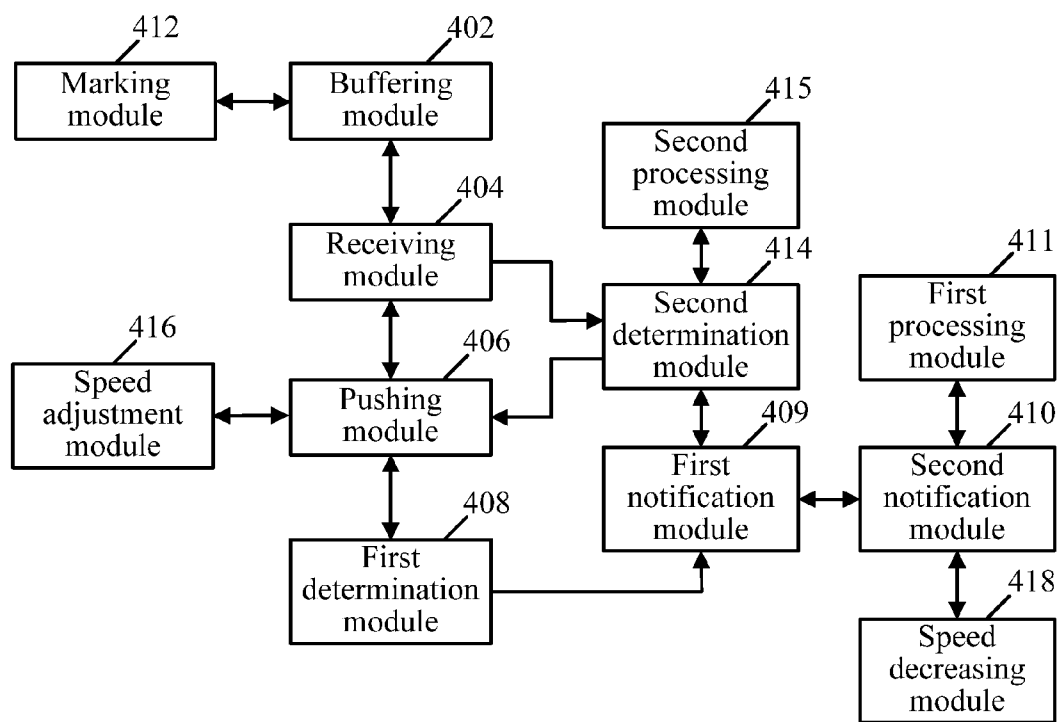 412
402
Marking
module
Buffering
module
415
Second
processing
module
404
Receiving
module
414
Second
determination
module
411
First
processing
module
416
Speed
adjustment
module
406
Pushing
module
409
First
notification
module
410
Second
notification
module
408
First
determination
module
418
Speed
decreasing
module